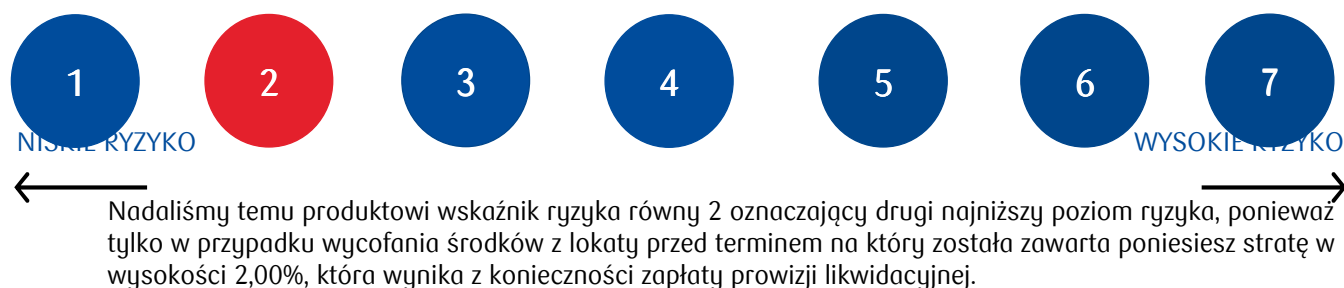 1 2 3 4 5 6 7
NISKIE RYZYKO WYSOKIE RYZYKO
Nadaliśmy temu produktowi wskaźnik ryzyka równy 2 oznaczający drugi najniższy poziom ryzyka, ponieważ
tylko w przypadku wycofania środków z lokaty przed terminem na który została zawarta poniesiesz stratę w
wysokości 2,00%, która wynika z konieczności zapłaty prowizji likwidacyjnej.